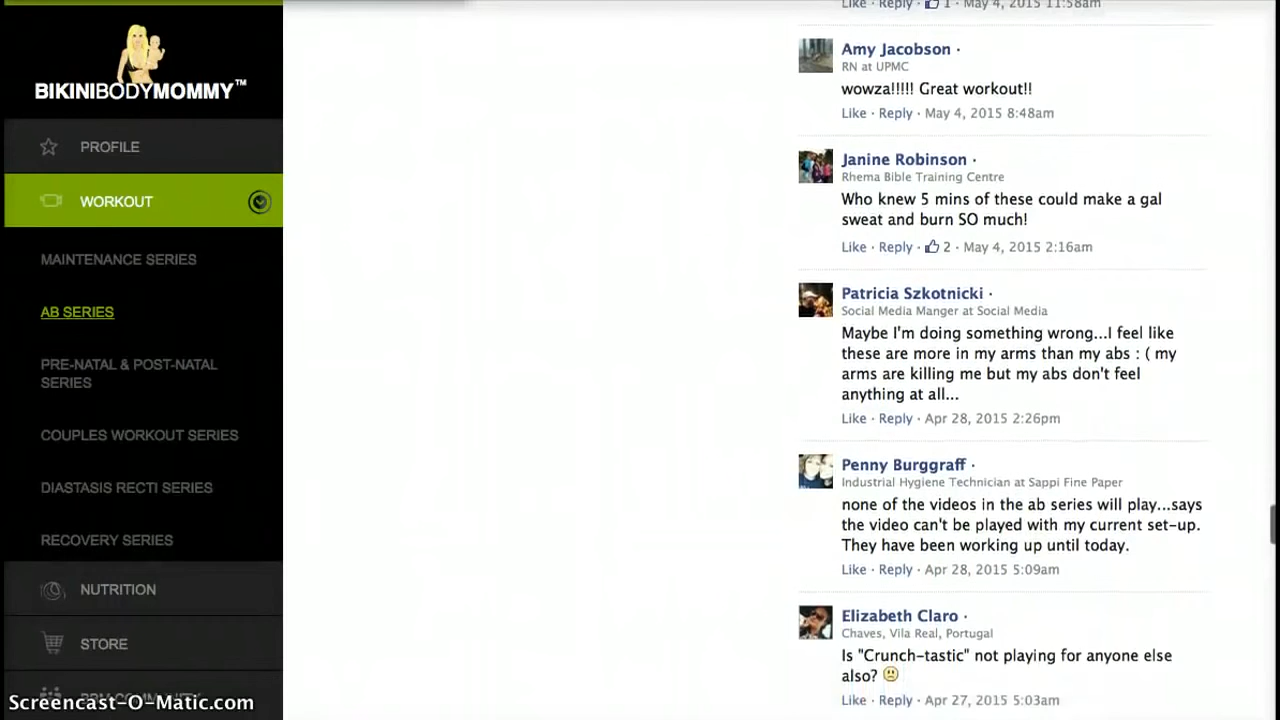 BIKINIBODYMOMMY™
PROFILE
WORKOUT
MAINTENANCE SERIES
AB SERIES
PRE-NATAL & POST-NATAL
SERIES
COUPLES WORKOUT SERIES
DIASTASIS RECTI SERIES
RECOVERY SERIES
NUTRITION
STORE
BBM COMMUNITY
Screencast-O-Matic.com
Like · Reply · 1 · May 4, 2015 11:58am
Amy Jacobson ·
RN at UPMC
wowza!!!!! Great workout!!
Like · Reply · May 4, 2015 8:48am
Janine Robinson ·
Rhema Bible Training Centre
Who knew 5 mins of these could make a gal
sweat and burn SO much!
Like · Reply · 2 · May 4, 2015 2:16am
Patricia Szkotnicki ·
Social Media Manger at Social Media
Maybe I'm doing something wrong...I feel like
these are more in my arms than my abs : ( my
arms are killing me but my abs don't feel
anything at all...
Like · Reply · Apr 28, 2015 2:26pm
Penny Burggraff ·
Industrial Hygiene Technician at Sappi Fine Paper
none of the videos in the ab series will play...says
the video can't be played with my current set-up.
They have been working up until today.
Like · Reply · Apr 28, 2015 5:09am
Elizabeth Claro ·
Chaves, Vila Real, Portugal
Is "Crunch-tastic" not playing for anyone else
also?
Like · Reply · Apr 27, 2015 5:03am